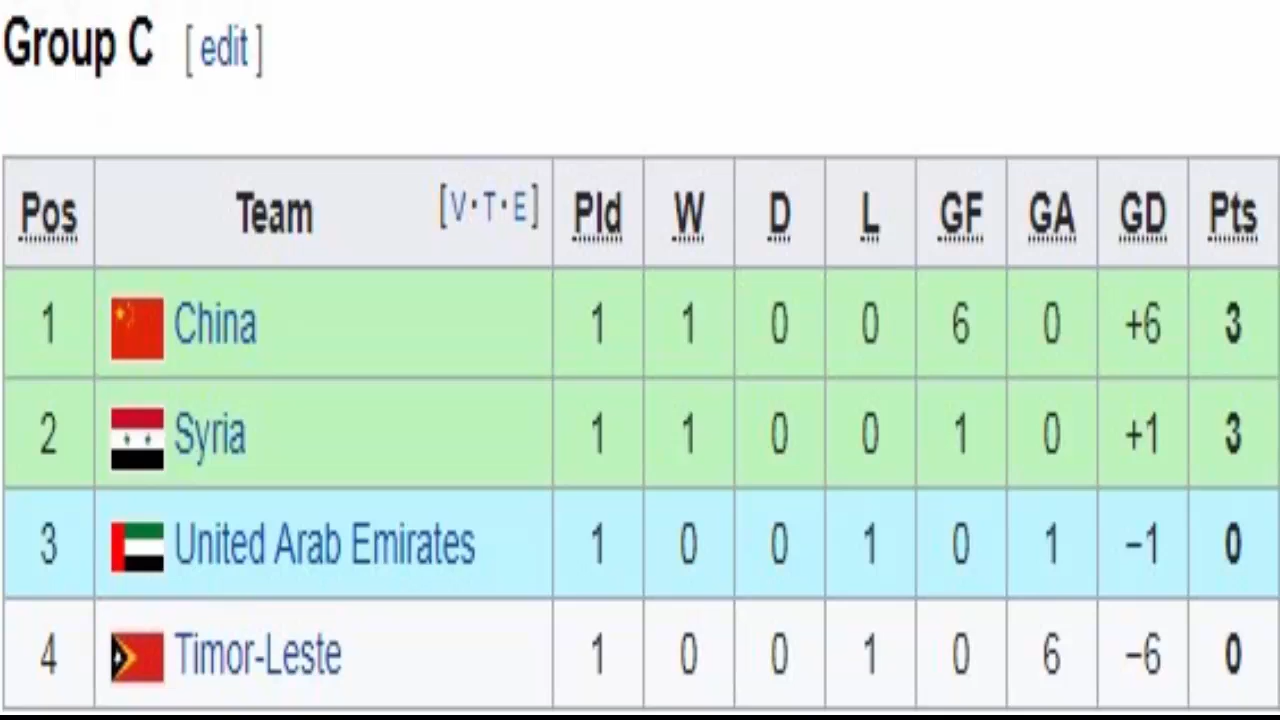 Group C [ edit ]
Pos Team [V·T·E] Pld W D L GF GA GD Pts
1 China 1 1 0 0 6 0 +6 3
2 Syria 1 1 0 0 1 0 +1 3
3 United Arab Emirates 1 0 0 1 0 1 −1 0
4 Timor-Leste 1 0 0 1 0 6 −6 0